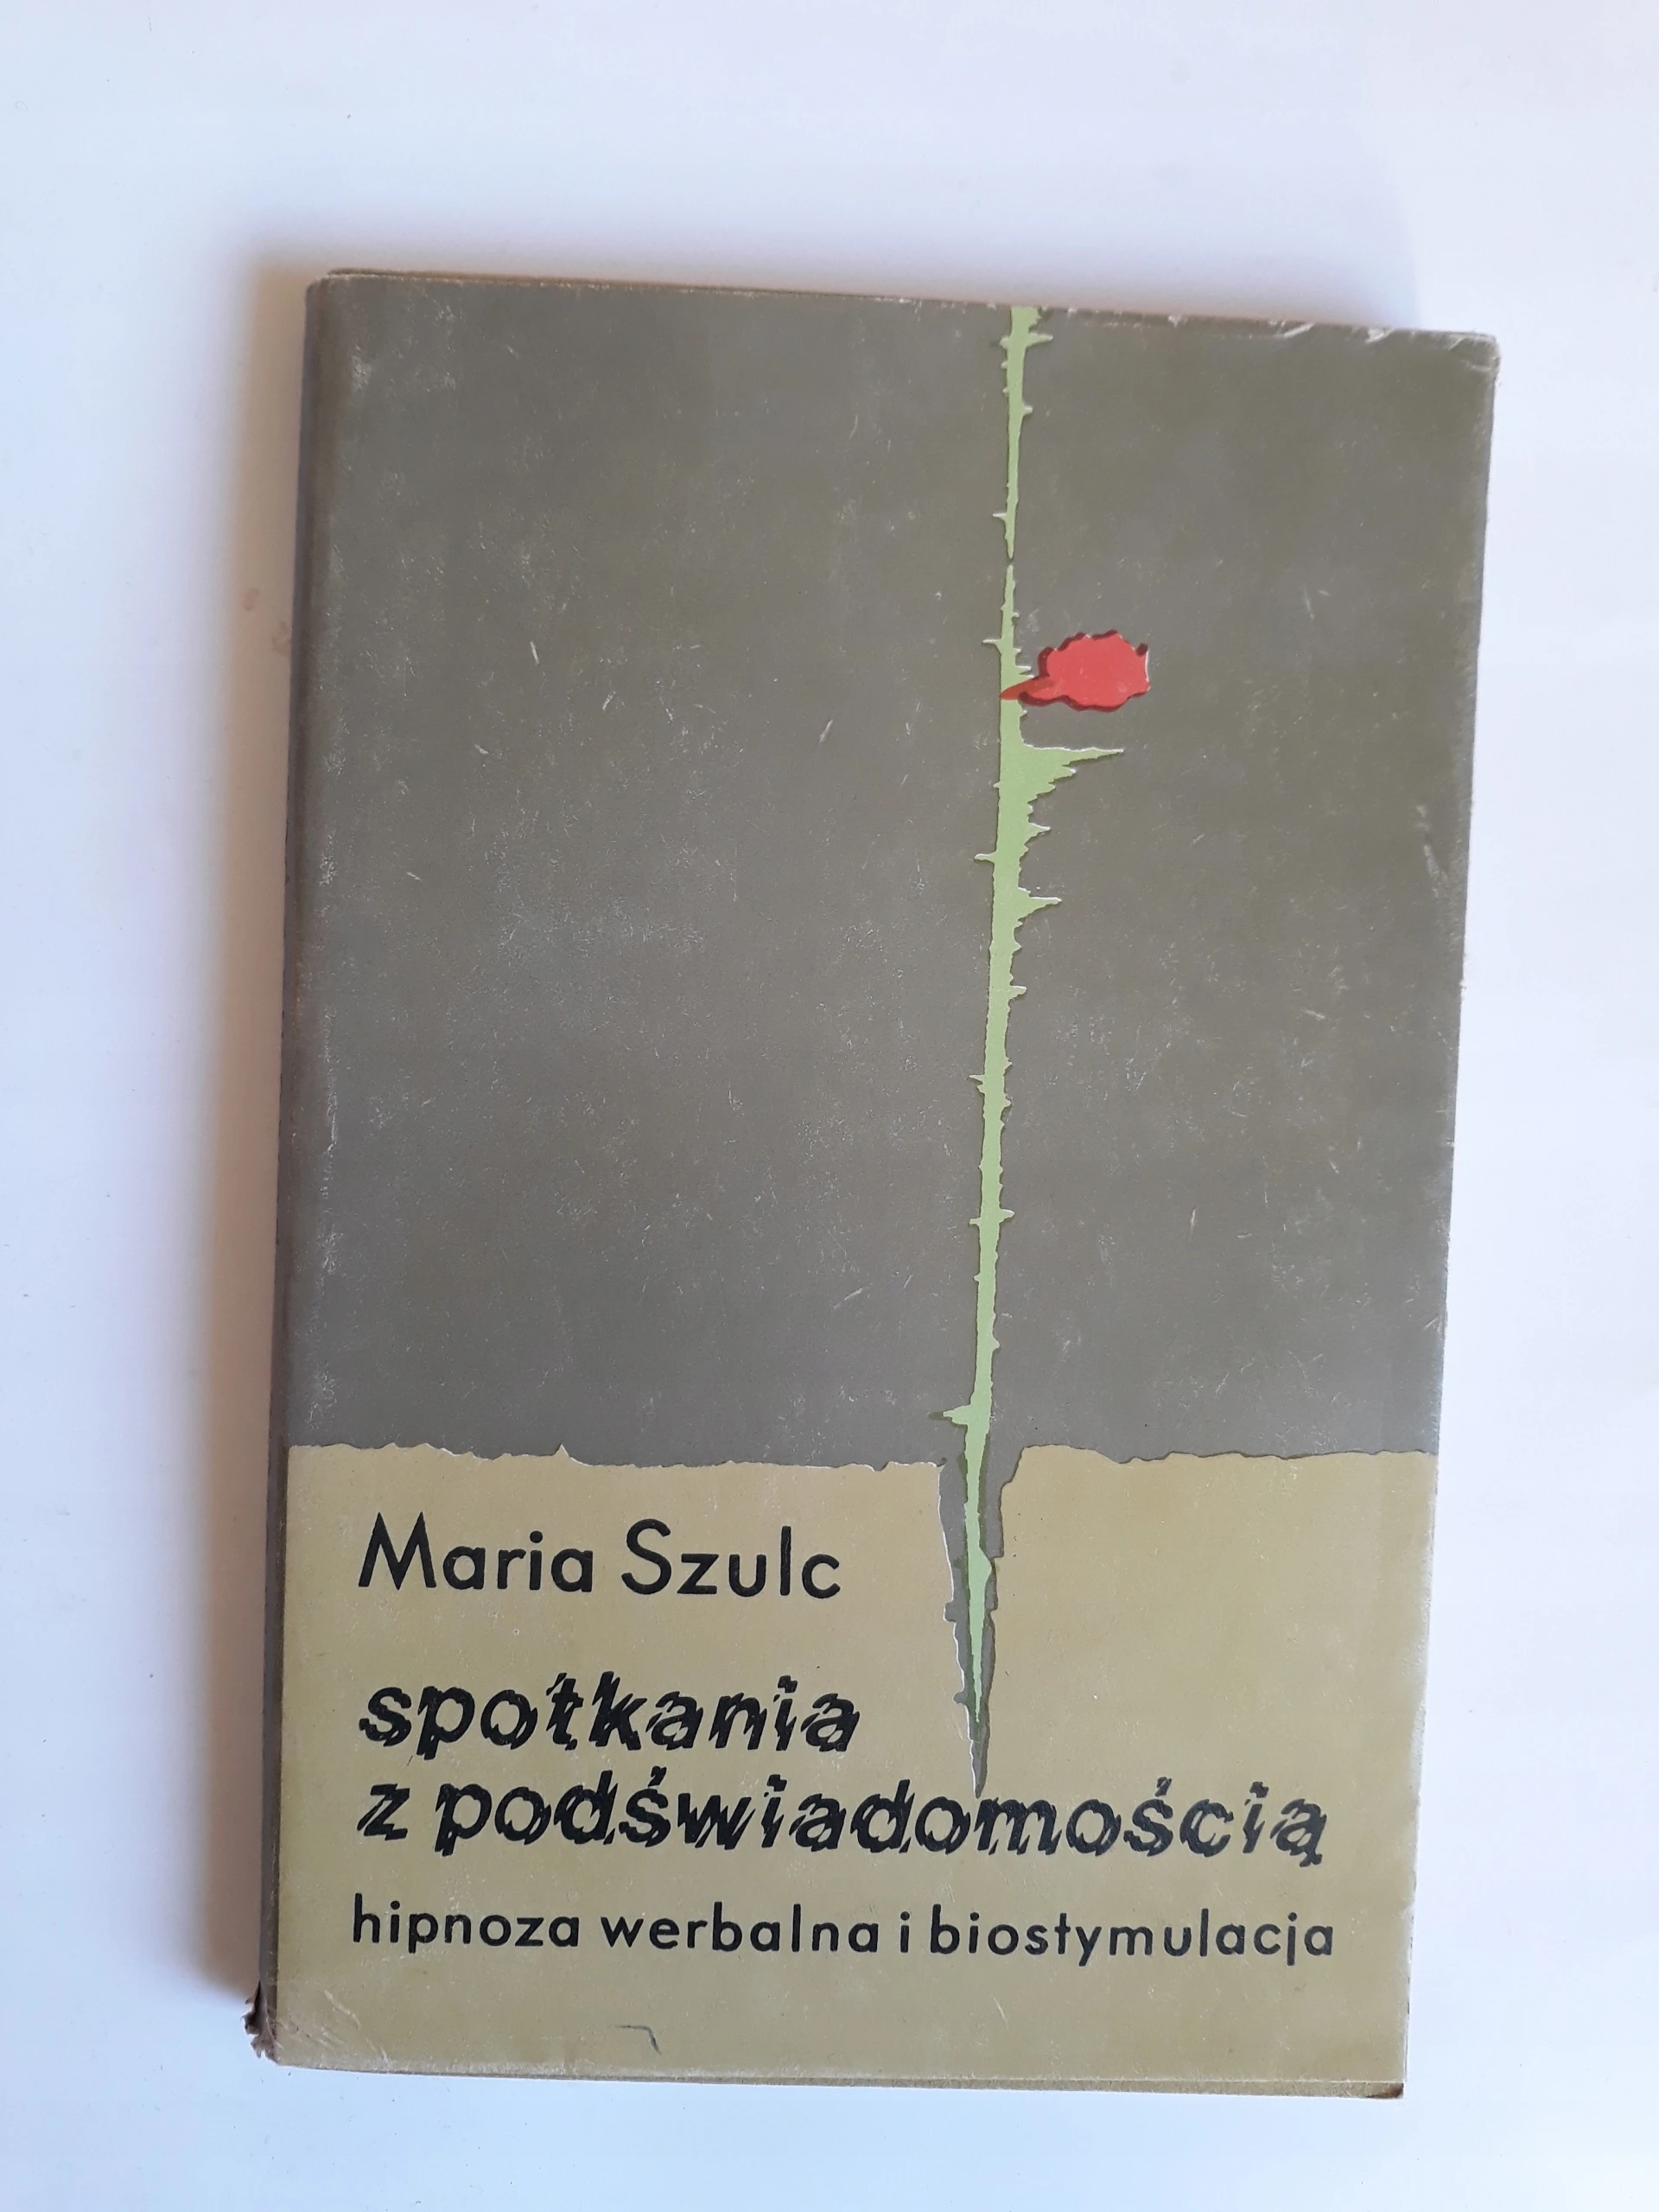 Maria Szulc
spotkania
z podświadomością
hipnoza werbalna i biostymulacja